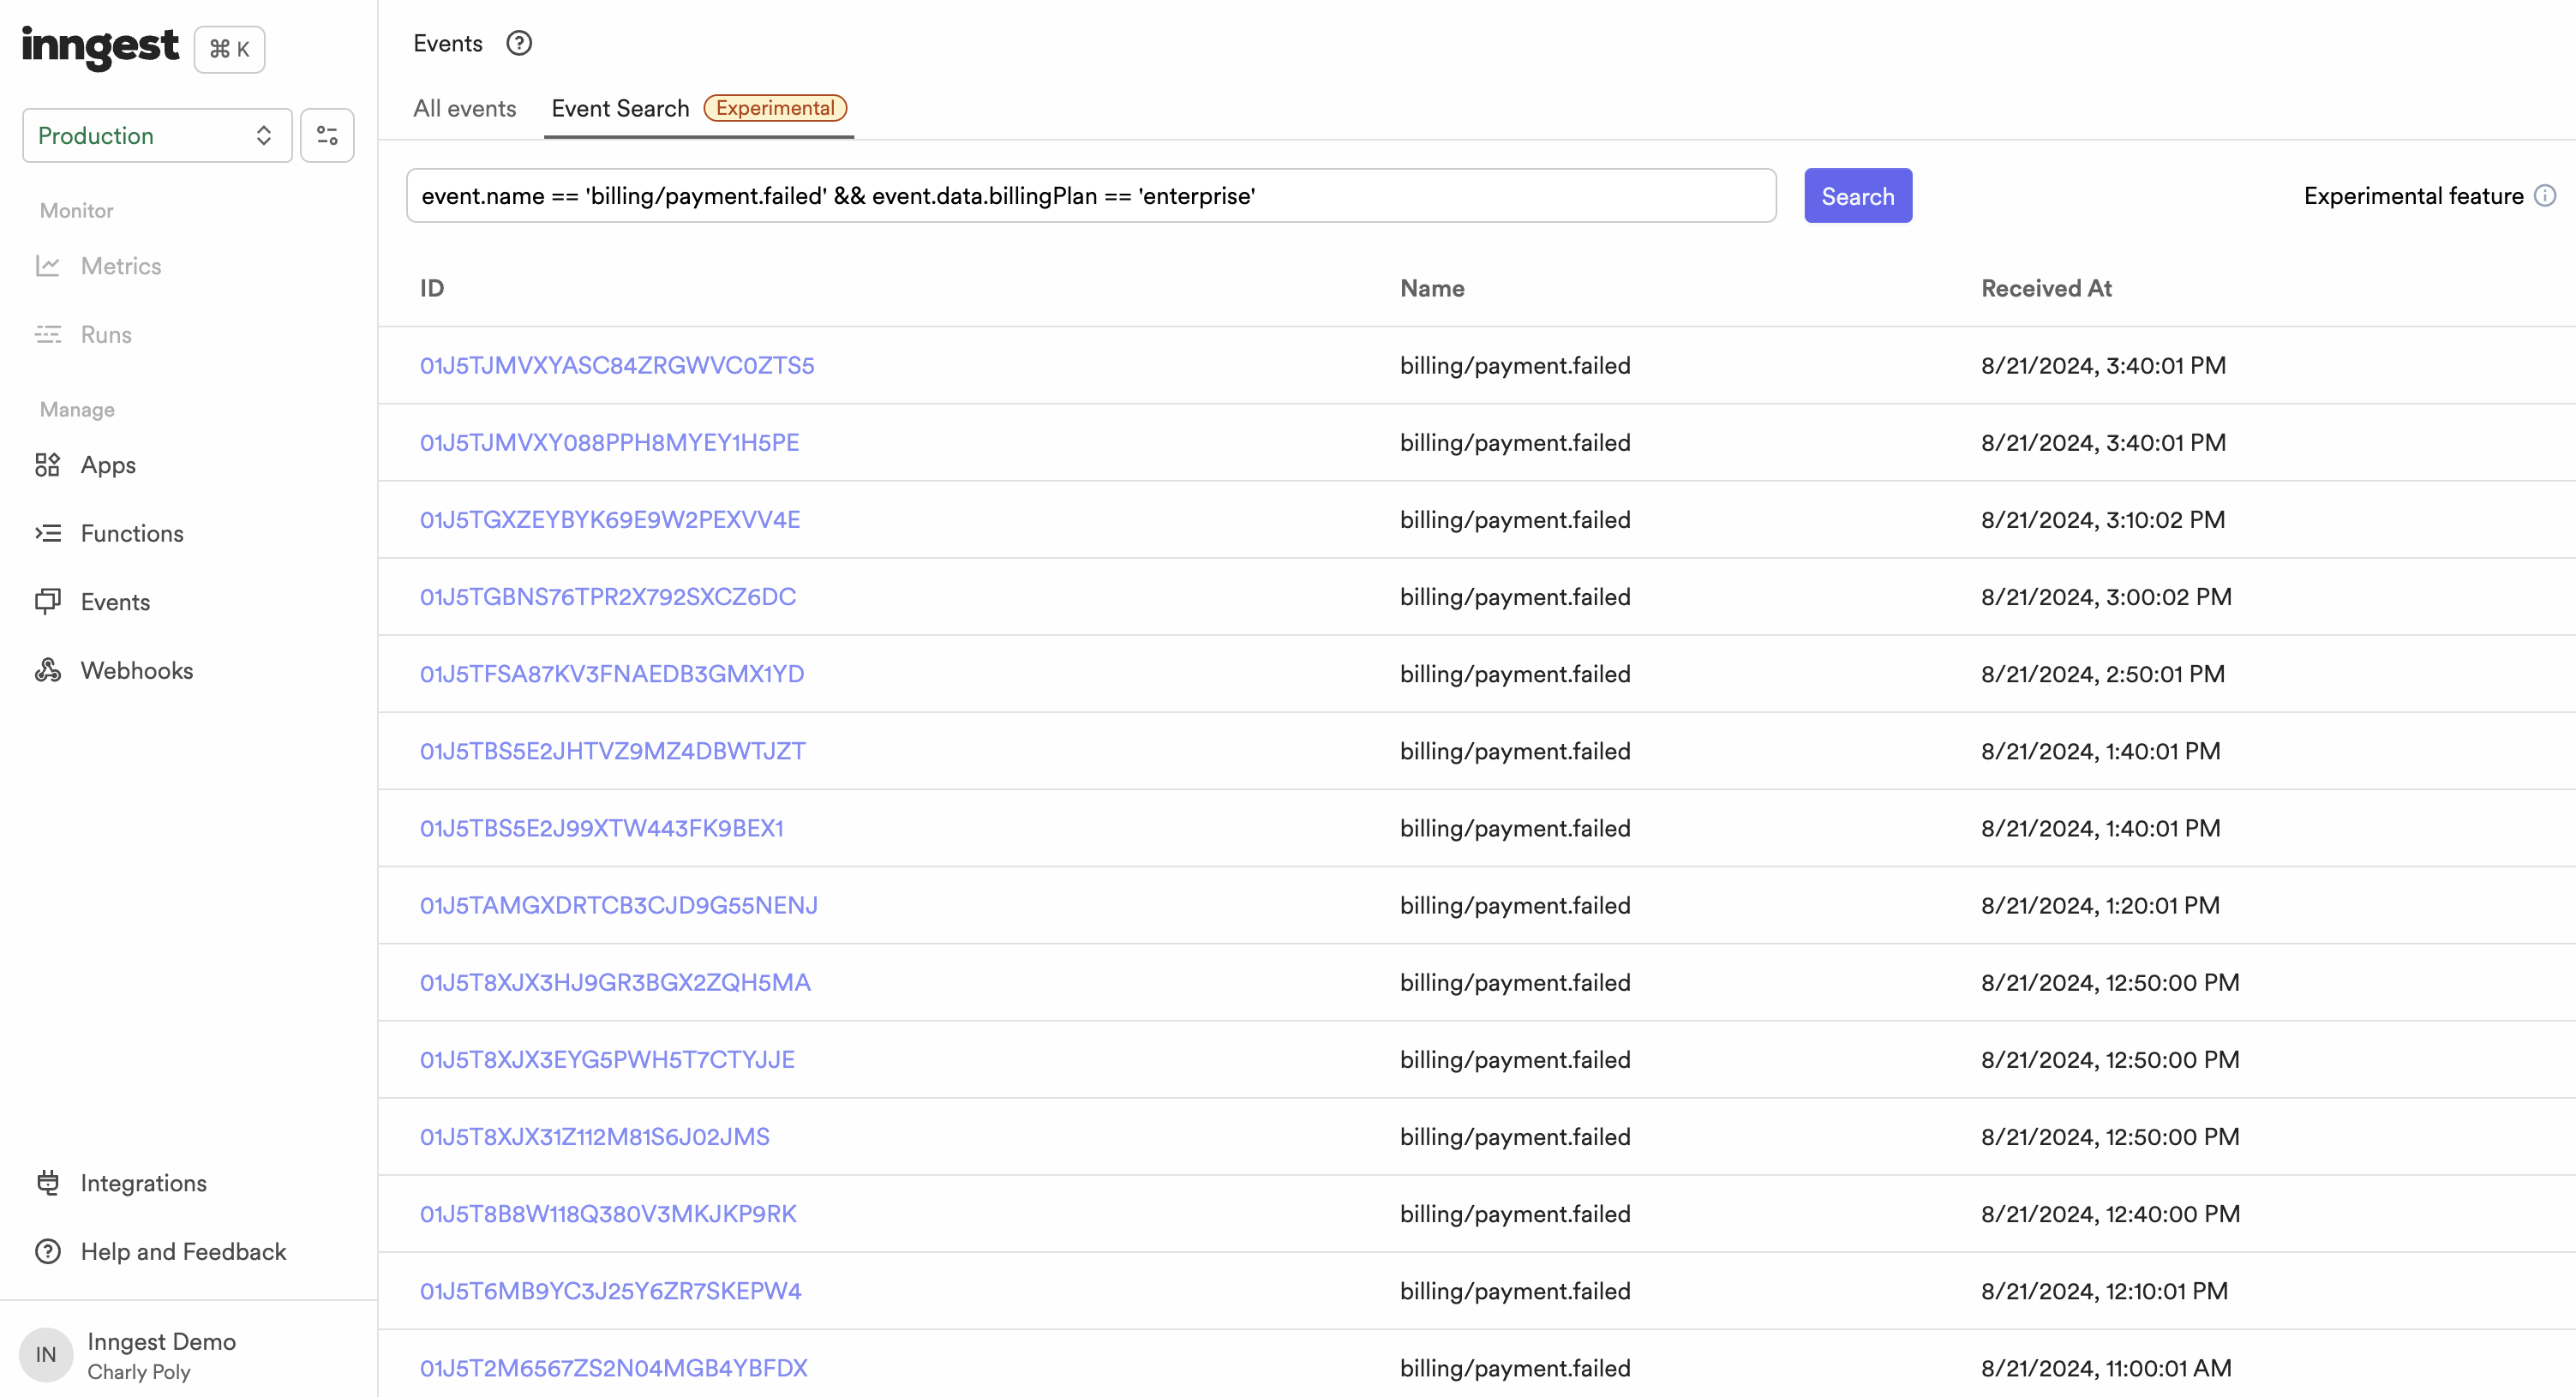 inngest ⌘ K
Production
Monitor
Metrics
Runs
Manage
Apps
Functions
Events
Webhooks
Integrations
Help and Feedback
IN Inngest Demo
Charly Poly
Events
All events Event Search Experimental
event.name == 'billing/payment.failed' && event.data.billingPlan == 'enterprise' Search Experimental feature
ID Name Received At
01J5TJMVXYASC84ZRGWVC0ZTS5 billing/payment.failed 8/21/2024, 3:40:01 PM
01J5TJMVXY088PPH8MYEY1H5PE billing/payment.failed 8/21/2024, 3:40:01 PM
01J5TGXZEYBYK69E9W2PEXVV4E billing/payment.failed 8/21/2024, 3:10:02 PM
01J5TGBNS76TPR2X792SXCZ6DC billing/payment.failed 8/21/2024, 3:00:02 PM
01J5TFSA87KV3FNAEDB3GMX1YD billing/payment.failed 8/21/2024, 2:50:01 PM
01J5TBS5E2JHTVZ9MZ4DBWTJZT billing/payment.failed 8/21/2024, 1:40:01 PM
01J5TBS5E2J99XTW443FK9BEX1 billing/payment.failed 8/21/2024, 1:40:01 PM
01J5TAMGXDRTCB3CJD9G55NENJ billing/payment.failed 8/21/2024, 1:20:01 PM
01J5T8XJX3HJ9GR3BGX2ZQH5MA billing/payment.failed 8/21/2024, 12:50:00 PM
01J5T8XJX3EYG5PWH5T7CTYJJE billing/payment.failed 8/21/2024, 12:50:00 PM
01J5T8XJX31Z112M81S6J02JMS billing/payment.failed 8/21/2024, 12:50:00 PM
01J5T8B8W118Q380V3MKJKP9RK billing/payment.failed 8/21/2024, 12:40:00 PM
01J5T6MB9YC3J25Y6ZR7SKEPW4 billing/payment.failed 8/21/2024, 12:10:01 PM
01J5T2M6567ZS2N04MGB4YBFDX billing/payment.failed 8/21/2024, 11:00:01 AM